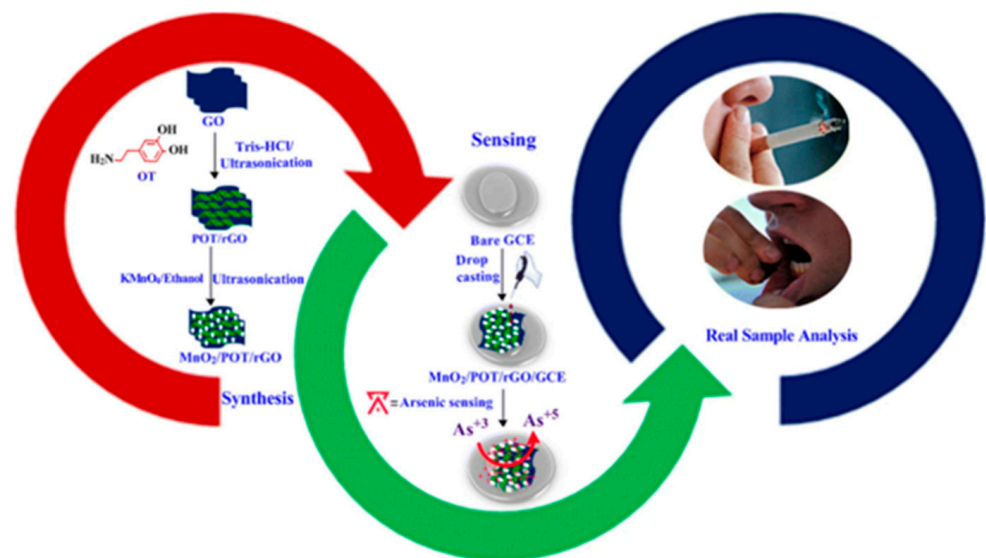 GO
OH
OH
H₂N
OT
Tris-HCl/
Ultrasonication
POT/rGO
KMnO₄/Ethanol
Ultrasonication
MnO₂/POT/rGO
Synthesis
Sensing
Bare GCE
Drop
casting
MnO₂/POT/rGO/GCE
=Arsenic sensing
As⁺³
As⁺⁵
Real Sample Analysis